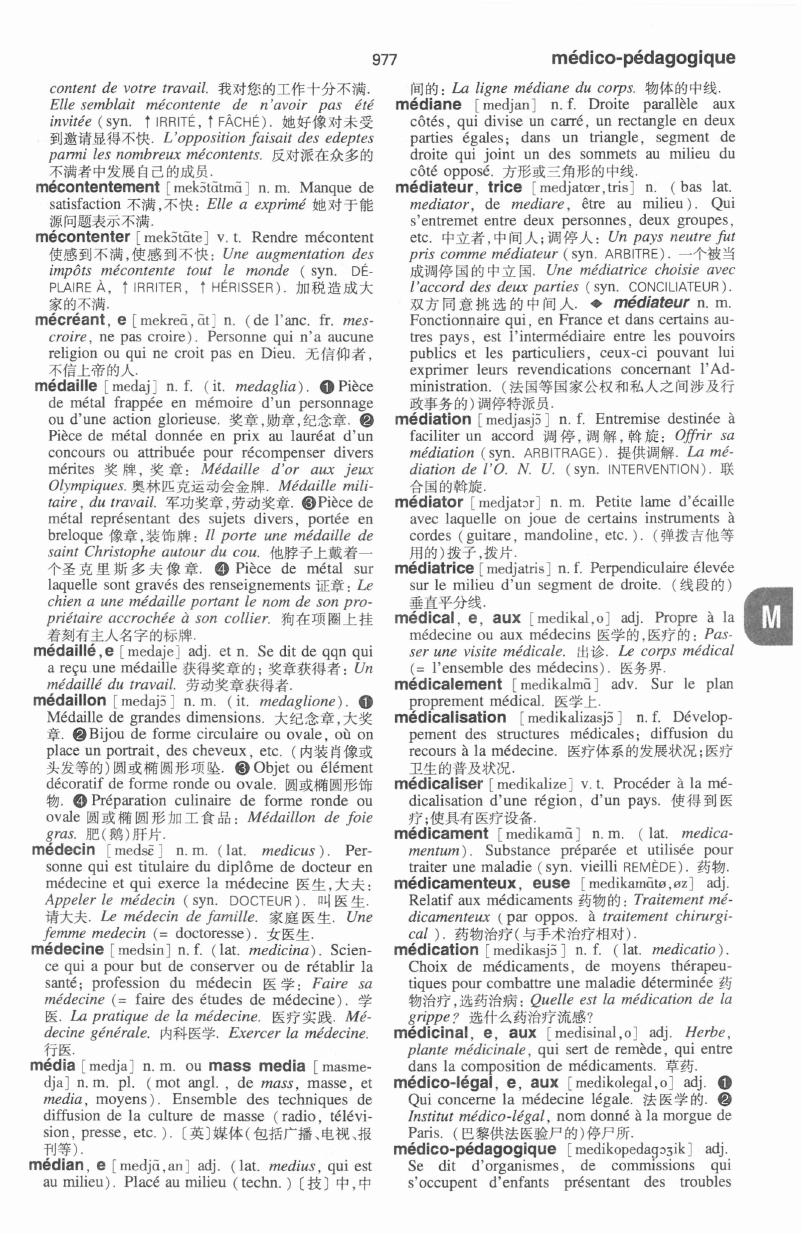 977
médico-pédagogique
content de votre travail. 我对您的工作十分不满.
Elle semblait mécontente de n'avoir pas été
invitée (syn. ↑ IRRITÉ, ↑ FÂCHÉ). 她好像对未受
到邀请显得不快. L'opposition faisait des edeptes
parmi les nombreux mécontents. 反对派在众多的
不满者中发展自己的成员.
mécontentement [mekɔ̃tɑ̃tmɑ̃] n. m. Manque de
satisfaction 不满,不快: Elle a exprimé 她对于能
源问题表示不满.
mécontenter [mekɔ̃tɑ̃te] v. t. Rendre mécontent
使感到不满,使感到不快: Une augmentation des
impôts mécontente tout le monde (syn. DÉ-
PLAIRE À, ↑ IRRITER, ↑ HÉRISSER). 加税造成大
家的不满.
mécréant, e [mekreɑ̃, ɑ̃t] n. (de l'anc. fr. mes-
croire, ne pas croire). Personne qui n'a aucune
religion ou qui ne croit pas en Dieu. 无信仰者,
不信上帝的人.
médaille [medaj] n. f. (it. medaglia). ❶ Pièce
de métal frappée en mémoire d'un personnage
ou d'une action glorieuse. 奖章,勋章,纪念章. ❷
Pièce de métal donnée en prix au lauréat d'un
concours ou attribuée pour récompenser divers
mérites 奖牌, 奖章: Médaille d'or aux jeux
Olympiques. 奥林匹克运动会金牌. Médaille mili-
taire, du travail. 军功奖章,劳动奖章. ❸Pièce de
métal représentant des sujets divers, portée en
breloque 像章,装饰牌: Il porte une médaille de
saint Christophe autour du cou. 他脖子上戴着一
个圣克里斯多夫像章. ❹ Pièce de métal sur
laquelle sont gravés des renseignements 证章: Le
chien a une médaille portant le nom de son pro-
priétaire accrochée à son collier. 狗在项圈上挂
着刻有主人名字的标牌.
médaillé,e [medaje] adj. et n. Se dit de qqn qui
a reçu une médaille 获得奖章的; 奖章获得者: Un
médaillé du travail. 劳动奖章获得者.
médaillon [medajɔ̃] n. m. (it. medaglione). ❶
Médaille de grandes dimensions. 大纪念章,大奖
章. ❷Bijou de forme circulaire ou ovale, où on
place un portrait, des cheveux, etc. (内装肖像或
头发等的)圆或椭圆形项坠. ❸ Objet ou élément
décoratif de forme ronde ou ovale. 圆或椭圆形饰
物. ❹ Préparation culinaire de forme ronde ou
ovale 圆或椭圆形加工食品: Médaillon de foie
gras. 肥(鹅)肝片.
médecin [medsɛ̃] n. m. (lat. medicus). Per-
sonne qui est titulaire du diplôme de docteur en
médecine et qui exerce la médecine 医生,大夫:
Appeler le médecin (syn. DOCTEUR). 叫医生.
请大夫. Le médecin de famille. 家庭医生. Une
femme medecin (= doctoresse). 女医生.
médecine [medsin] n. f. (lat. medicina). Scien-
ce qui a pour but de conserver ou de rétablir la
santé; profession du médecin 医学: Faire sa
médecine (= faire des études de médecine). 学
医. La pratique de la médecine. 医疗实践. Mé-
decine générale. 内科医学. Exercer la médecine.
行医.
média [medja] n. m. ou mass media [masme-
dja] n. m. pl. (mot angl., de mass, masse, et
media, moyens). Ensemble des techniques de
diffusion de la culture de masse (radio, télévi-
sion, presse, etc.). [英]媒体(包括广播、电视、报
刊等).
médian, e [medjɑ̃, an] adj. (lat. medius, qui est
au milieu). Placé au milieu (techn.)〔技〕中,中
间的: La ligne médiane du corps. 物体的中线.
médiane [medjan] n. f. Droite parallèle aux
côtés, qui divise un carré, un rectangle en deux
parties égales; dans un triangle, segment de
droite qui joint un des sommets au milieu du
côté opposé. 方形或三角形的中线.
médiateur, trice [medjatœr,tris] n. (bas lat.
mediator, de mediare, être au milieu). Qui
s'entremet entre deux personnes, deux groupes,
etc. 中立者,中间人;调停人: Un pays neutre fut
pris comme médiateur (syn. ARBITRE). 一个被当
成调停国的中立国. Une médiatrice choisie avec
l'accord des deux parties (syn. CONCILIATEUR).
双方同意挑选的中间人. ◆ médiateur n. m.
Fonctionnaire qui, en France et dans certains au-
tres pays, est l'intermédiaire entre les pouvoirs
publics et les particuliers, ceux-ci pouvant lui
exprimer leurs revendications concernant l'Ad-
ministration. (法国等国家公权和私人之间涉及行
政事务的)调停特派员.
médiation [medjasjɔ̃] n. f. Entremise destinée à
faciliter un accord 调停,调解,斡旋: Offrir sa
médiation (syn. ARBITRAGE). 提供调解. La mé-
diation de l'O. N. U. (syn. INTERVENTION). 联
合国的斡旋.
médiator [medjatɔr] n. m. Petite lame d'écaille
avec laquelle on joue de certains instruments à
cordes (guitare, mandoline, etc.). (弹拨吉他等
用的)拨子,拨片.
médiatrice [medjatris] n. f. Perpendiculaire élevée
sur le milieu d'un segment de droite. (线段的)
垂直平分线.
médical, e, aux [medikal,o] adj. Propre à la
médecine ou aux médecins 医学的,医疗的: Pas-
ser une visite médicale. 出诊. Le corps médical
(= l'ensemble des médecins). 医务界.
médicalement [medikalmɑ̃] adv. Sur le plan
proprement médical. 医学上.
médicalisation [medikalizasjɔ̃] n. f. Dévelop-
pement des structures médicales; diffusion du
recours à la médecine. 医疗体系的发展状况;医疗
卫生的普及状况.
médicaliser [medikalize] v. t. Procéder à la mé-
dicalisation d'une région, d'un pays. 使得到医
疗;使具有医疗设备.
médicament [medikamɑ̃] n. m. (lat. medica-
mentum). Substance préparée et utilisée pour
traiter une maladie (syn. vieilli REMÈDE). 药物.
médicamenteux, euse [medikamɑ̃tø,øz] adj.
Relatif aux médicaments 药物的: Traitement mé-
dicamenteux (par oppos. à traitement chirurgi-
cal). 药物治疗(与手术治疗相对).
médication [medikasjɔ̃] n. f. (lat. medicatio).
Choix de médicaments, de moyens thérapeu-
tiques pour combattre une maladie déterminée 药
物治疗,选药治病: Quelle est la médication de la
grippe? 选什么药治疗流感?
médicinal, e, aux [medisinal,o] adj. Herbe,
plante médicinale, qui sert de remède, qui entre
dans la composition de médicaments. 草药.
médico-légal, e, aux [medikolegal,o] adj. ❶
Qui concerne la médecine légale. 法医学的. ❷
Institut médico-légal, nom donné à la morgue de
Paris. (巴黎供法医验尸的)停尸所.
médico-pédagogique [medikopedagɔʒik] adj.
Se dit d'organismes, de commissions qui
s'occupent d'enfants présentant des troubles
M